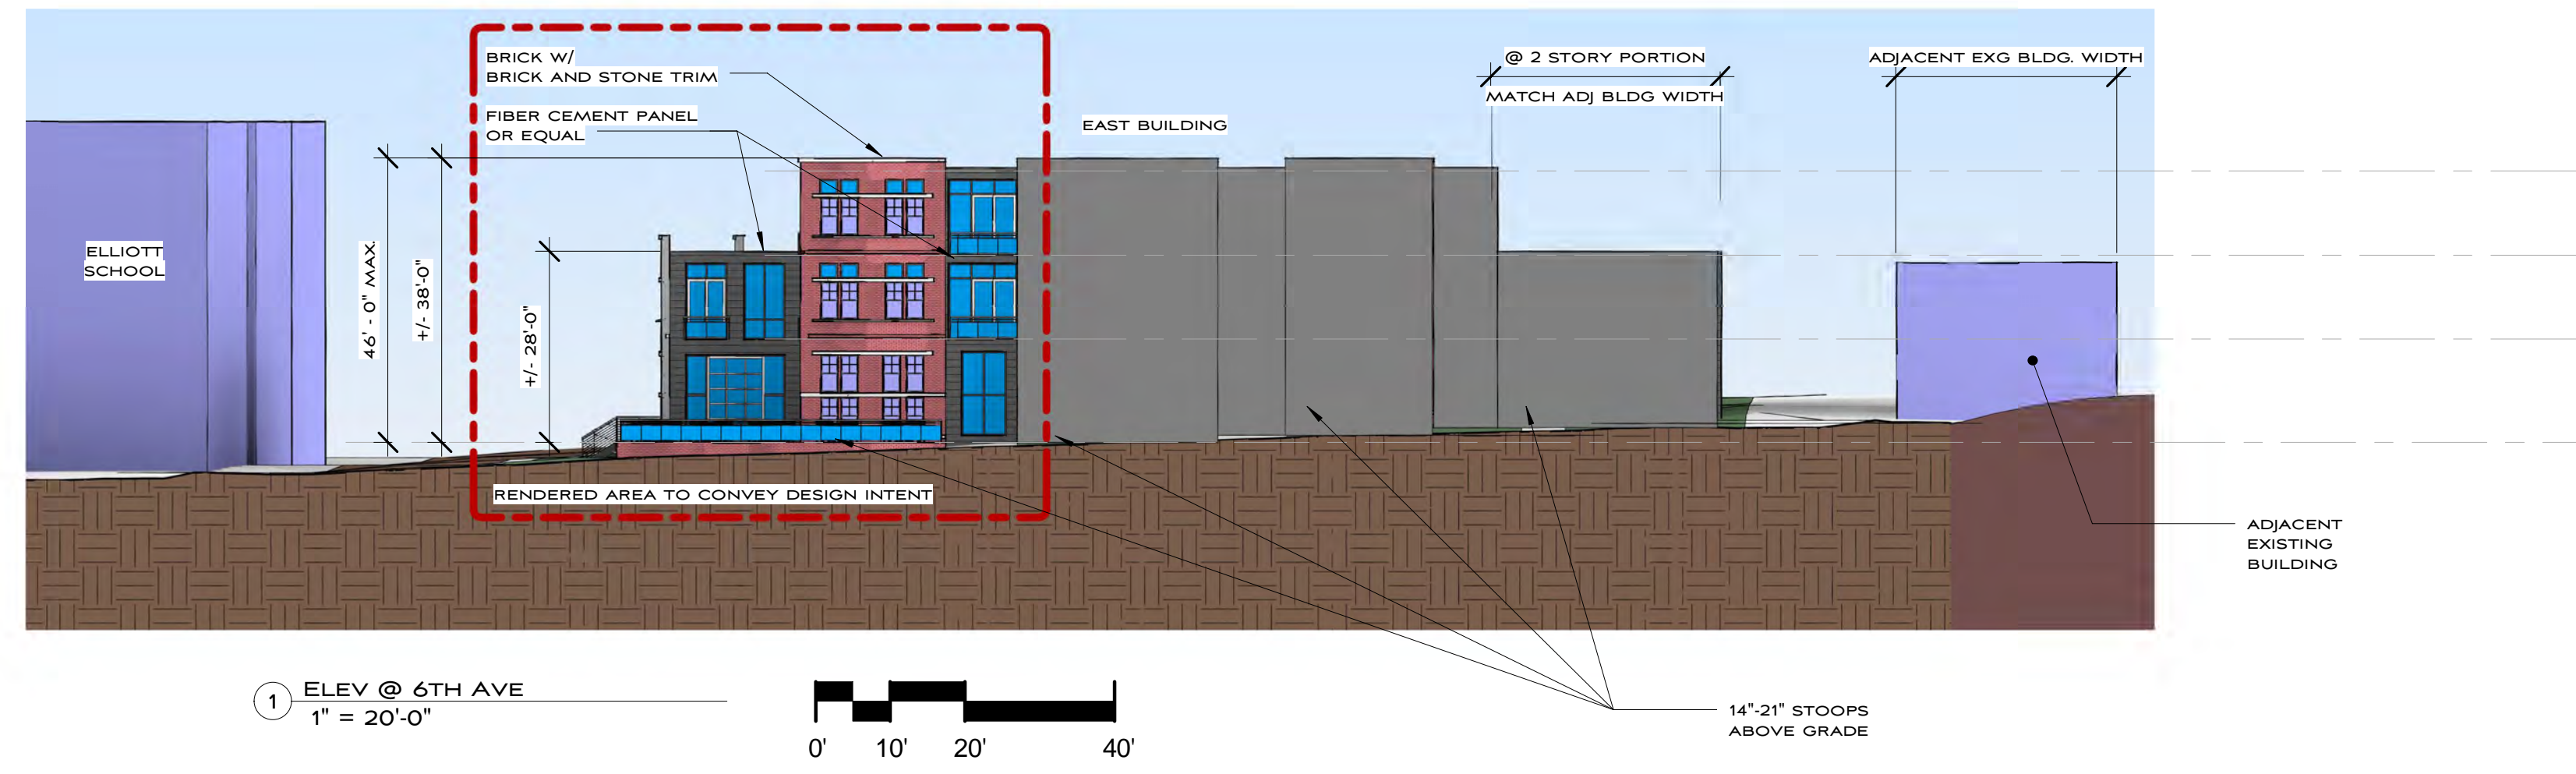 BRICK W/
BRICK AND STONE TRIM
FIBER CEMENT PANEL
OR EQUAL
EAST BUILDING
@ 2 STORY PORTION
MATCH ADJ BLDG WIDTH
ADJACENT EXG BLDG. WIDTH
ELLIOTT
SCHOOL
46' - 0" MAX.
+/- 38'-0"
+/- 28'-0"
RENDERED AREA TO CONVEY DESIGN INTENT
ADJACENT
EXISTING
BUILDING
1
ELEV @ 6TH AVE
1" = 20'-0"
0' 10' 20' 40'
14"-21" STOOPS
ABOVE GRADE